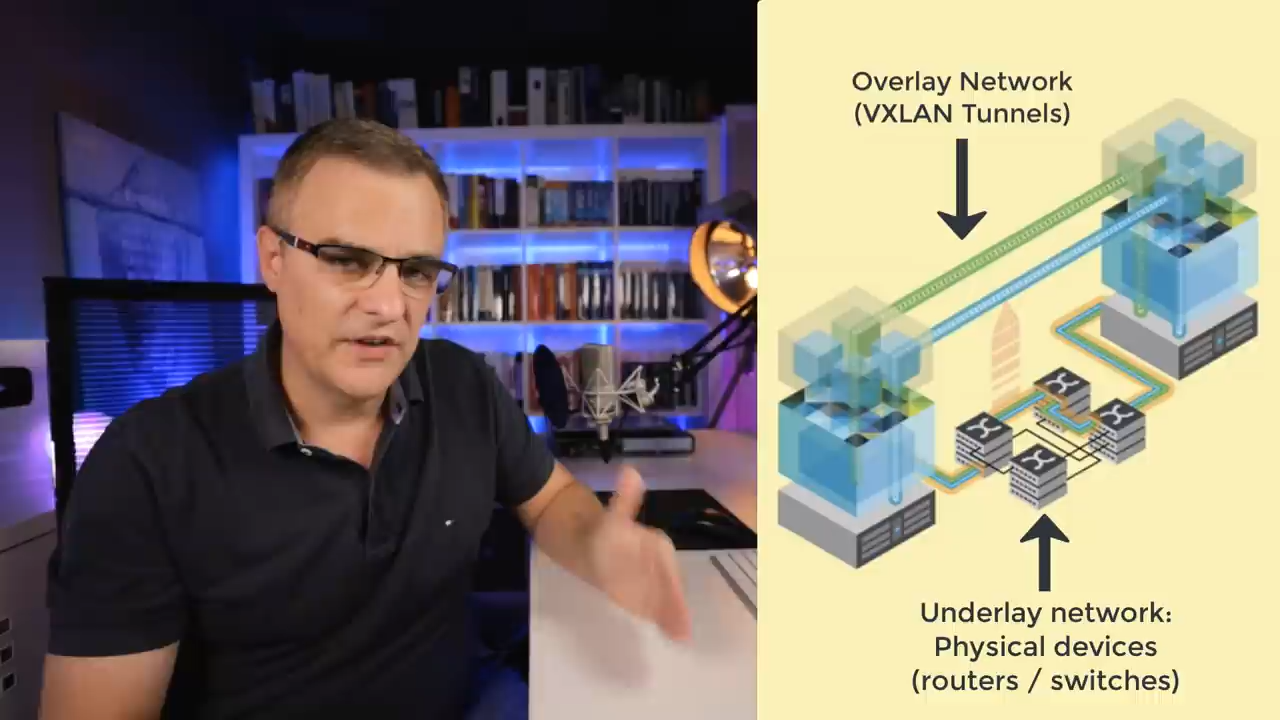 Overlay Network
(VXLAN Tunnels)
Underlay network:
Physical devices
(routers / switches)